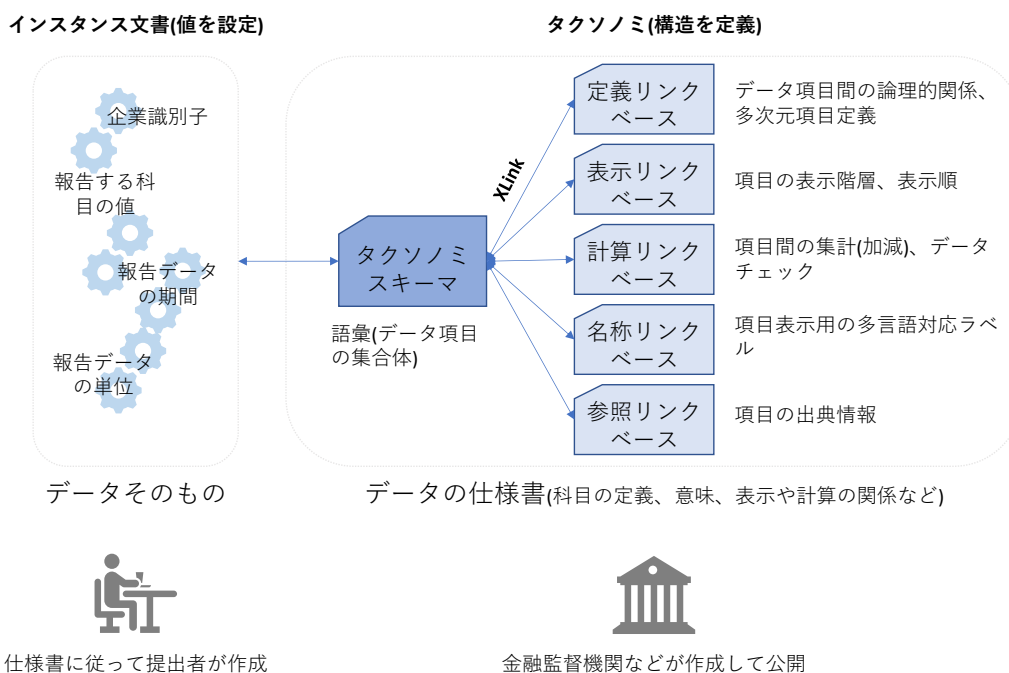 インスタンス文書(値を設定)
タクソノミ(構造を定義)
企業識別子
報告する科
目の値
報告データ
の期間
報告データ
の単位
タクソノミ
スキーマ
語彙(データ項目
の集合体)
XLink
定義リンク
ベース
データ項目間の論理的関係、
多次元項目定義
表示リンク
ベース
項目の表示階層、表示順
計算リンク
ベース
項目間の集計(加減)、データ
チェック
名称リンク
ベース
項目表示用の多言語対応ラベ
ル
参照リンク
ベース
項目の出典情報
データそのもの
データの仕様書(科目の定義、意味、表示や計算の関係など)
仕様書に従って提出者が作成
金融監督機関などが作成して公開